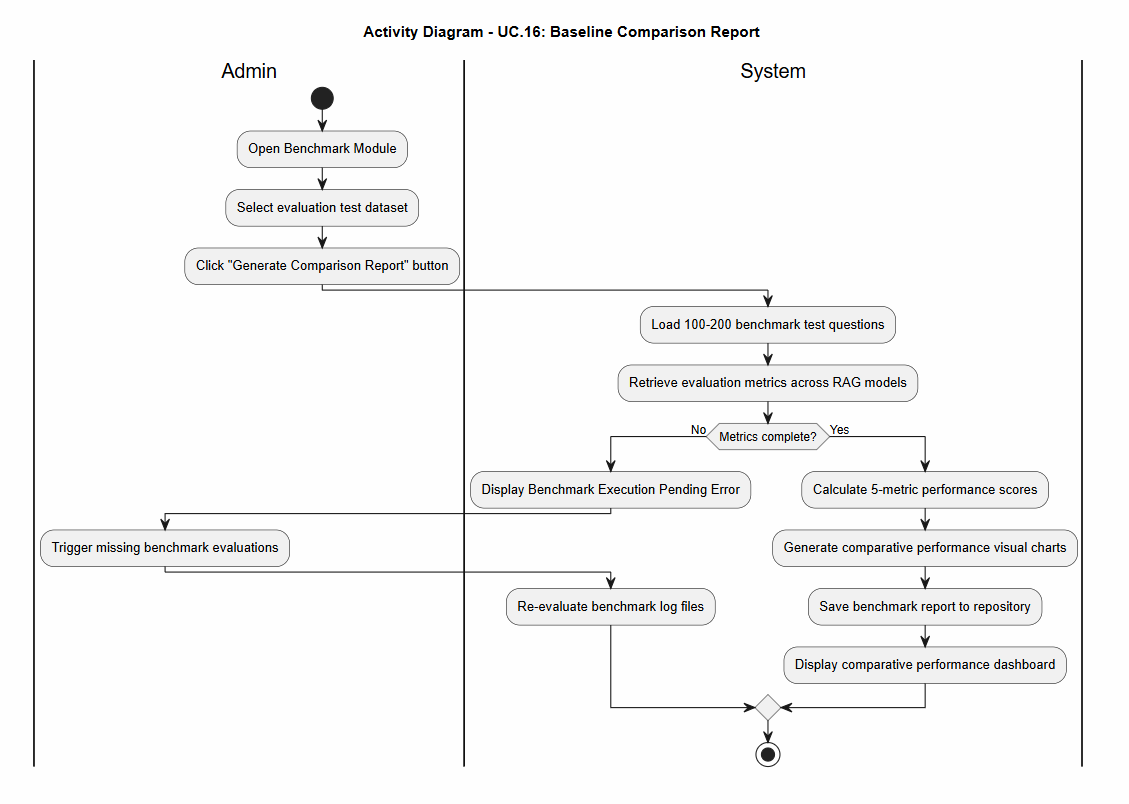 Activity Diagram - UC.16: Baseline Comparison Report
Admin
System
Open Benchmark Module
Select evaluation test dataset
Click "Generate Comparison Report" button
Load 100-200 benchmark test questions
Retrieve evaluation metrics across RAG models
No
Metrics complete?
Yes
Display Benchmark Execution Pending Error
Calculate 5-metric performance scores
Trigger missing benchmark evaluations
Generate comparative performance visual charts
Re-evaluate benchmark log files
Save benchmark report to repository
Display comparative performance dashboard